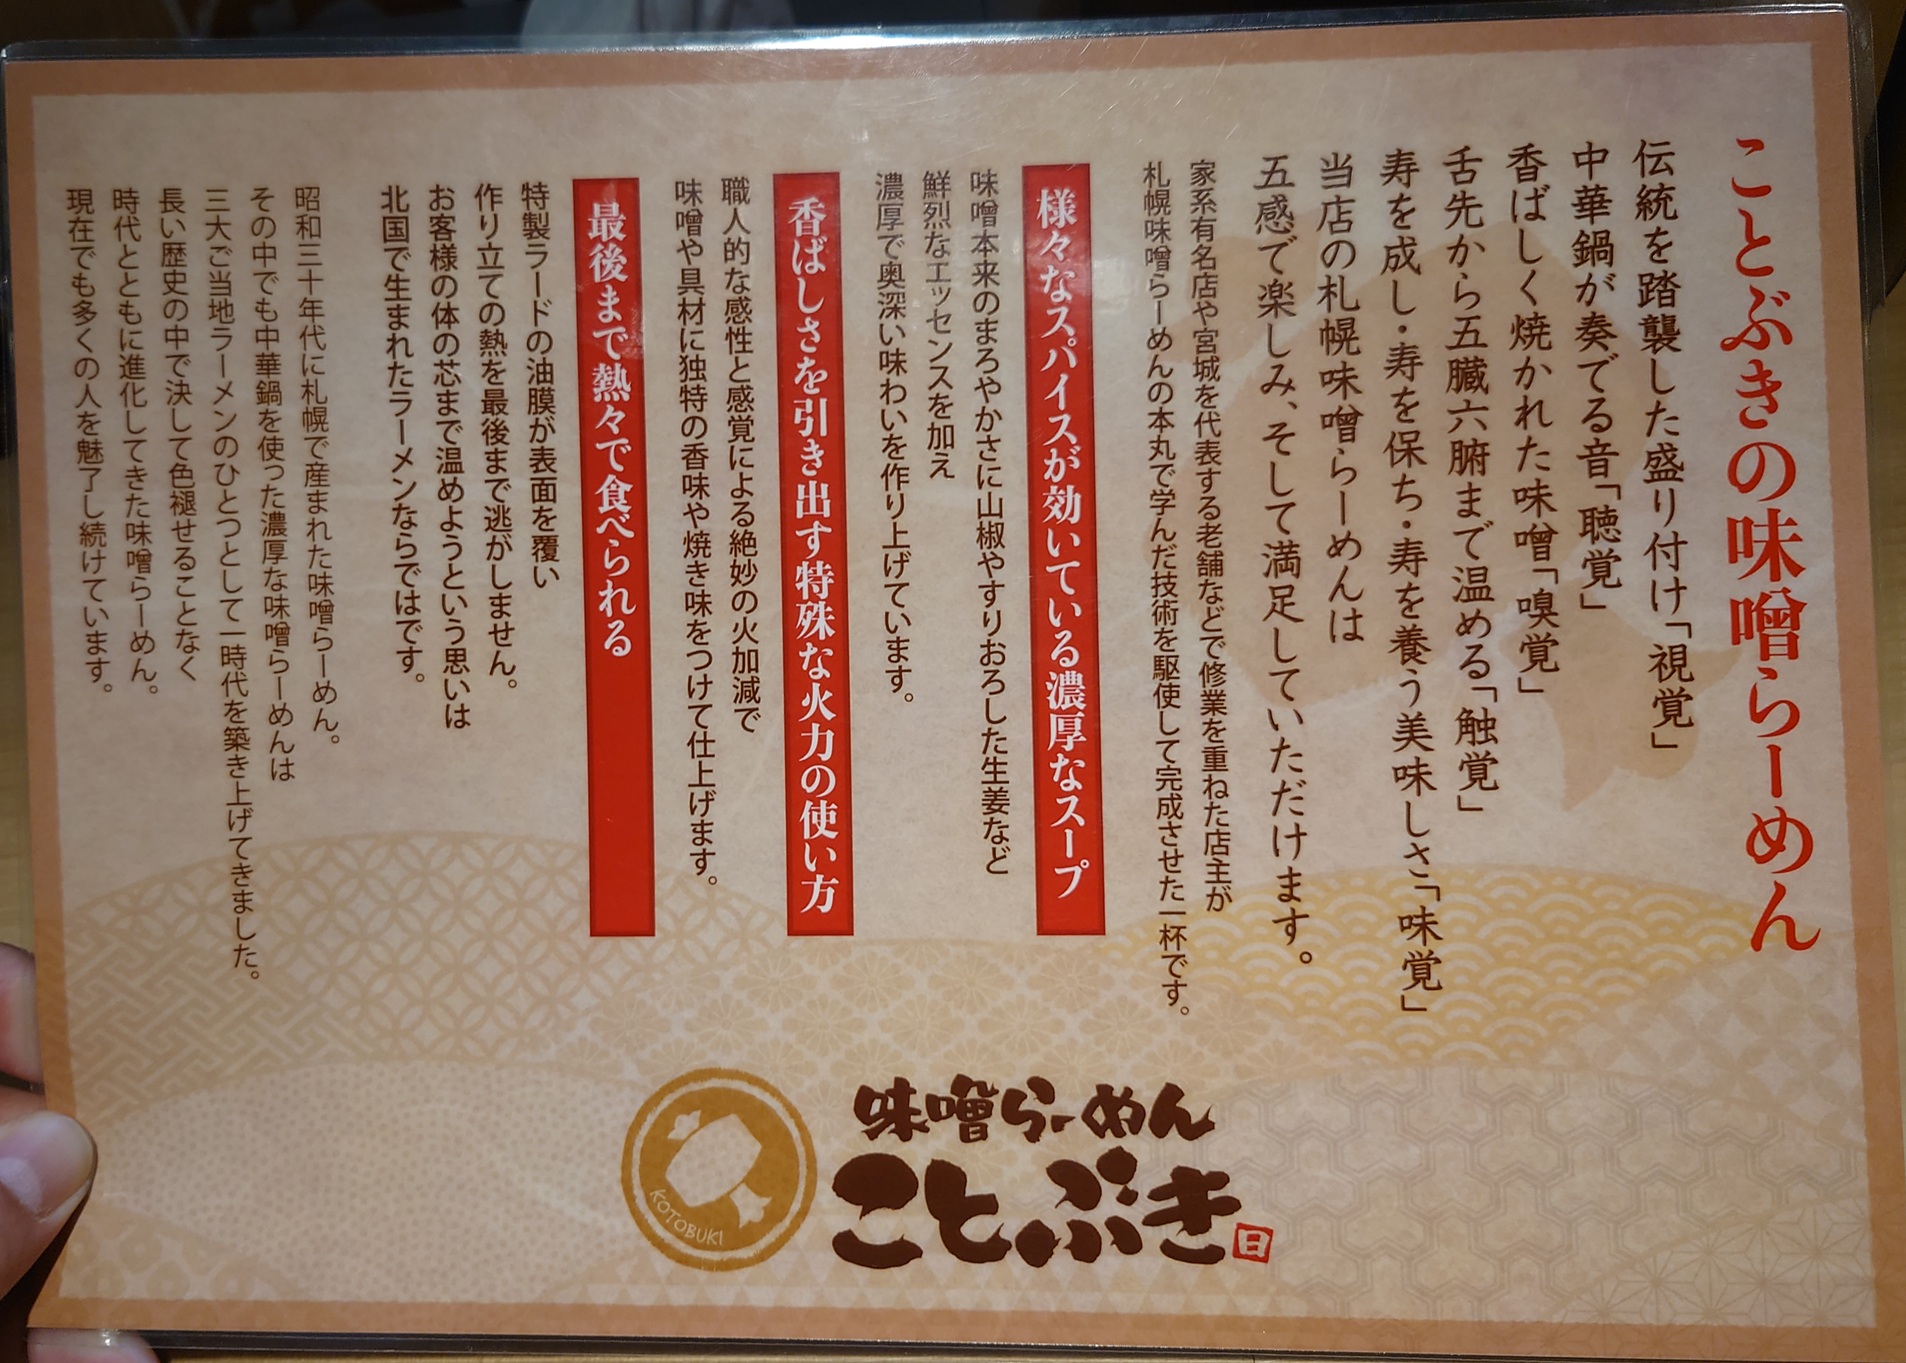 ことぶきの味噌らーめん
伝統を踏襲した盛り付け「視覚」
中華鍋が奏でる音「聴覚」
香ばしく焼かれた味噌「嗅覚」
舌先から五臓六腑まで温める「触覚」
寿を成し・寿を保ち・寿を養う美味しさ「味覚」
当店の札幌味噌らーめんは
五感で楽しみ、そして満足していただけます。
家系有名店や宮城を代表する老舗などで修業を重ねた店主が
札幌味噌らーめんの本丸で学んだ技術を駆使して完成させた一杯です。
様々なスパイスが効いている濃厚なスープ
味噌本来のまろやかさに山椒やすりおろした生姜など
鮮烈なエッセンスを加え
濃厚で奥深い味わいを作り上げています。
香ばしさを引き出す特殊な火力の使い方
職人的な感性と感覚による絶妙の火加減で
味噌や具材に独特の香味や焼き味をつけて仕上げます。
最後まで熱々で食べられる
特製ラードの油膜が表面を覆い
作り立ての熱を最後まで逃がしません。
お客様の体の芯まで温めようという思いは
北国で生まれたラーメンならではです。
昭和三十年代に札幌で産まれた味噌らーめん。
その中でも中華鍋を使った濃厚な味噌らーめんは
三大ご当地ラーメンのひとつとして一時代を築き上げてきました。
長い歴史の中で決して色褪せることなく
時代とともに進化してきた味噌らーめん。
現在でも多くの人を魅了し続けています。
KOTOBUKI
味噌らーめん
ことぶき
日